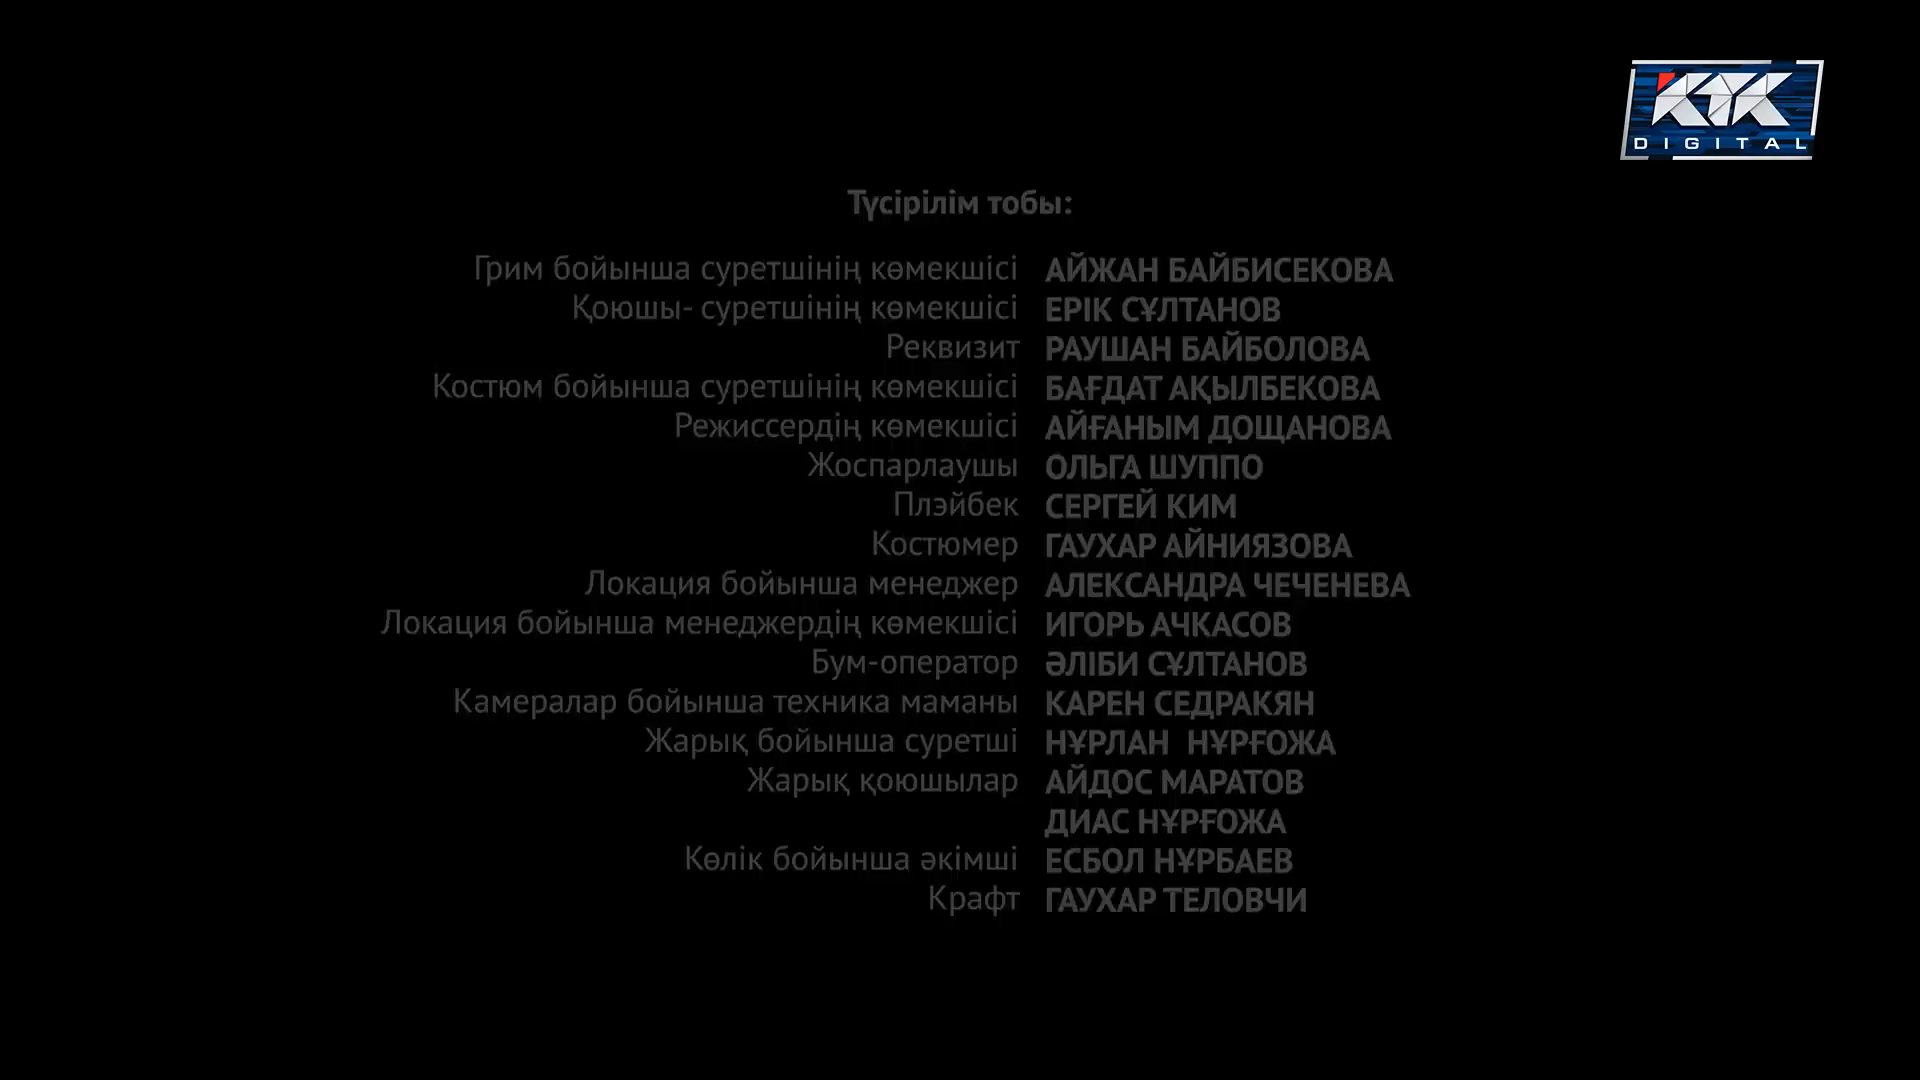 КТК
DIGITAL
Түсірілім тобы:
Грим бойынша суретшінің көмекшісі АЙЖАН БАЙБИСЕКОВА
Қоюшы- суретшінің көмекшісі ЕРІК СҰЛТАНОВ
Реквизит РАУШАН БАЙБОЛОВА
Костюм бойынша суретшінің көмекшісі БАҒДАТ АҚЫЛБЕКОВА
Режиссердің көмекшісі АЙҒАНЫМ ДОЩАНОВА
Жоспарлаушы ОЛЬГА ШУППО
Плэйбек СЕРГЕЙ КИМ
Костюмер ГАУХАР АЙНИЯЗОВА
Локация бойынша менеджер АЛЕКСАНДРА ЧЕЧЕНЕВА
Локация бойынша менеджердің көмекшісі ИГОРЬ АЧКАСОВ
Бум-оператор ӘЛІБИ СҰЛТАНОВ
Камералар бойынша техника маманы КАРЕН СЕДРАКЯН
Жарық бойынша суретші НҰРЛАН  НҰРҒОЖА
Жарық қоюшылар АЙДОС МАРАТОВ
ДИАС НҰРҒОЖА
Көлік бойынша әкімші ЕСБОЛ НҰРБАЕВ
Крафт ГАУХАР ТЕЛОВЧИ